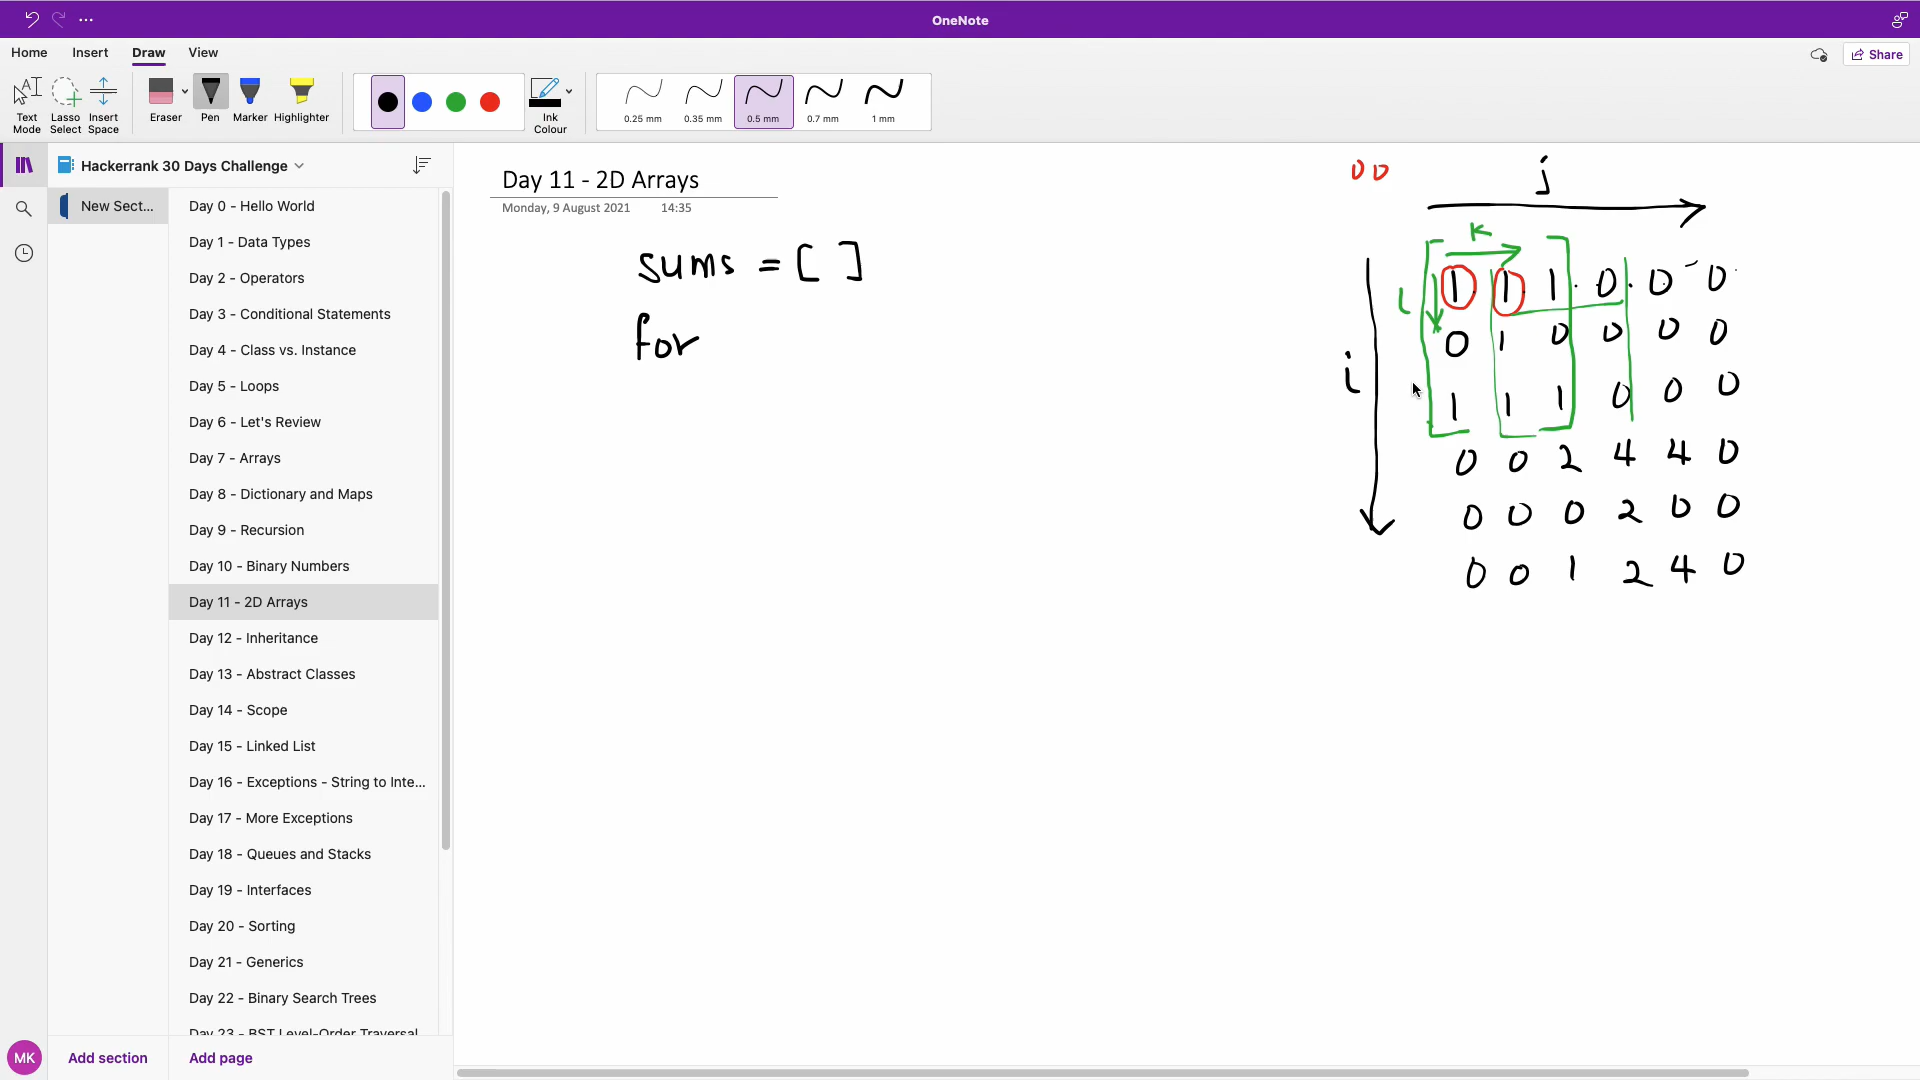 OneNote
Home Insert Draw View
Share
Text Mode
Lasso Select
Insert Space
Eraser
Pen
Marker
Highlighter
Ink Colour
0.25 mm
0.35 mm
0.5 mm
0.7 mm
1 mm
Hackerrank 30 Days Challenge
New Sect...
Day 0 - Hello World
Day 1 - Data Types
Day 2 - Operators
Day 3 - Conditional Statements
Day 4 - Class vs. Instance
Day 5 - Loops
Day 6 - Let's Review
Day 7 - Arrays
Day 8 - Dictionary and Maps
Day 9 - Recursion
Day 10 - Binary Numbers
Day 11 - 2D Arrays
Day 12 - Inheritance
Day 13 - Abstract Classes
Day 14 - Scope
Day 15 - Linked List
Day 16 - Exceptions - String to Inte...
Day 17 - More Exceptions
Day 18 - Queues and Stacks
Day 19 - Interfaces
Day 20 - Sorting
Day 21 - Generics
Day 22 - Binary Search Trees
Day 23 - BST Level-Order Traversal
MK
Add section
Add page
Day 11 - 2D Arrays
Monday, 9 August 2021 14:35
sums = [ ]
for
0 0
j
k
i
1 1 1 0 0 0
0 1 0 0 0 0
1 1 1 0 0 0
0 0 2 4 4 0
0 0 0 2 0 0
0 0 1 2 4 0